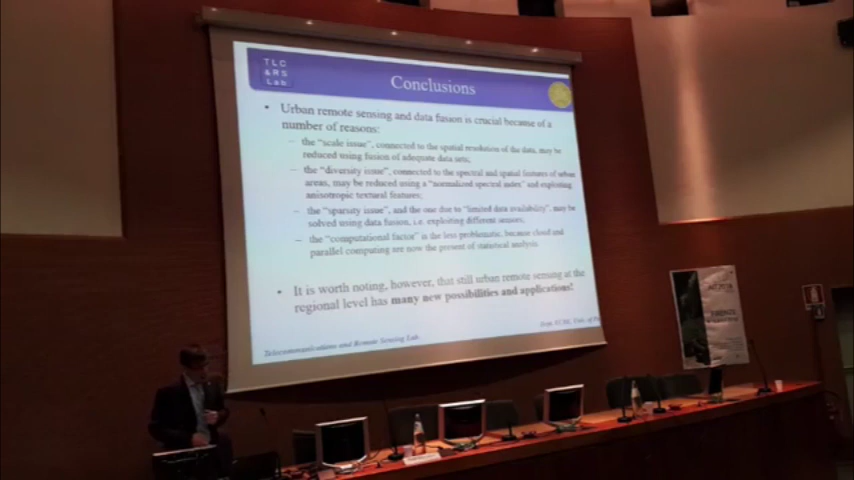 TLC
&RS
Lab.
Conclusions
• Urban remote sensing and data fusion is crucial because of a
number of reasons:
– the "scale issue", connected to the spatial resolution of the data, may be
reduced using fusion of adequate data sets;
– the "diversity issue", connected to the spectral and spatial features of urban
areas, may be reduced using a "normalized spectral index" and exploiting
anisotropic textural features;
– the "sparsity issue", and the one due to "limited data availability", may be
solved using data fusion, i.e. exploiting different sensors;
– the "computational factor" is the less problematic, because cloud and
parallel computing are now the present of statistical analysis.
• It is worth noting, however, that still urban remote sensing at the
regional level has many new possibilities and applications!
Telecommunications and Remote Sensing Lab.
FIRENZE